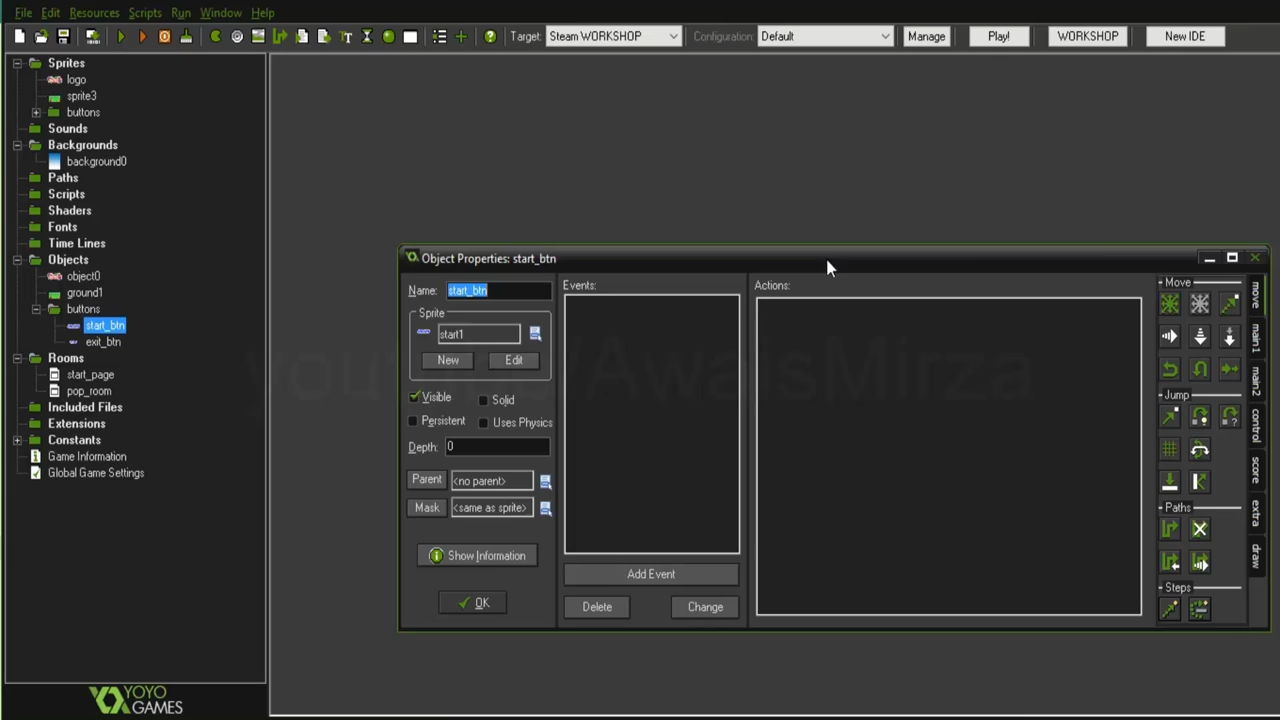 File Edit Resources Scripts Run Window Help
Target: Steam WORKSHOP Configuration: Default Manage Play! WORKSHOP New IDE
Sprites
logo
sprite3
buttons
Sounds
Backgrounds
background0
Paths
Scripts
Shaders
Fonts
Time Lines
Objects
object0
ground1
buttons
start_btn
exit_btn
Rooms
start_page
pop_room
Included Files
Extensions
Constants
Game Information
Global Game Settings
YOYO
GAMES
Object Properties: start_btn
Name: start_btn
Sprite
start1
New Edit
Visible Solid
Persistent Uses Physics
Depth: 0
Parent <no parent>
Mask <same as sprite>
Show Information
OK
Events:
Add Event
Delete Change
Actions:
Move
Jump
Paths
Steps
move
main1
main2
control
score
extra
draw